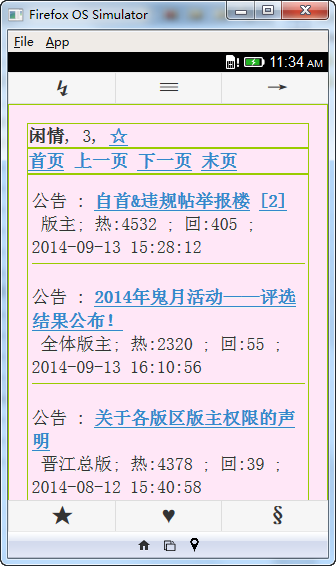 Firefox OS Simulator
File App
11:34 AM
闲情, 3, ☆
首页 上一页 下一页 末页
公告 : 自首&违规帖举报楼 [2]
版主; 热:4532 ; 回:405 ;
2014-09-13 15:28:12
公告 : 2014年鬼月活动——评选
结果公布!
全体版主; 热:2320 ; 回:55 ;
2014-09-13 16:10:56
公告 : 关于各版区版主权限的声
明
晋江总版; 热:4378 ; 回:39 ;
2014-08-12 15:40:58
★ ♥ §